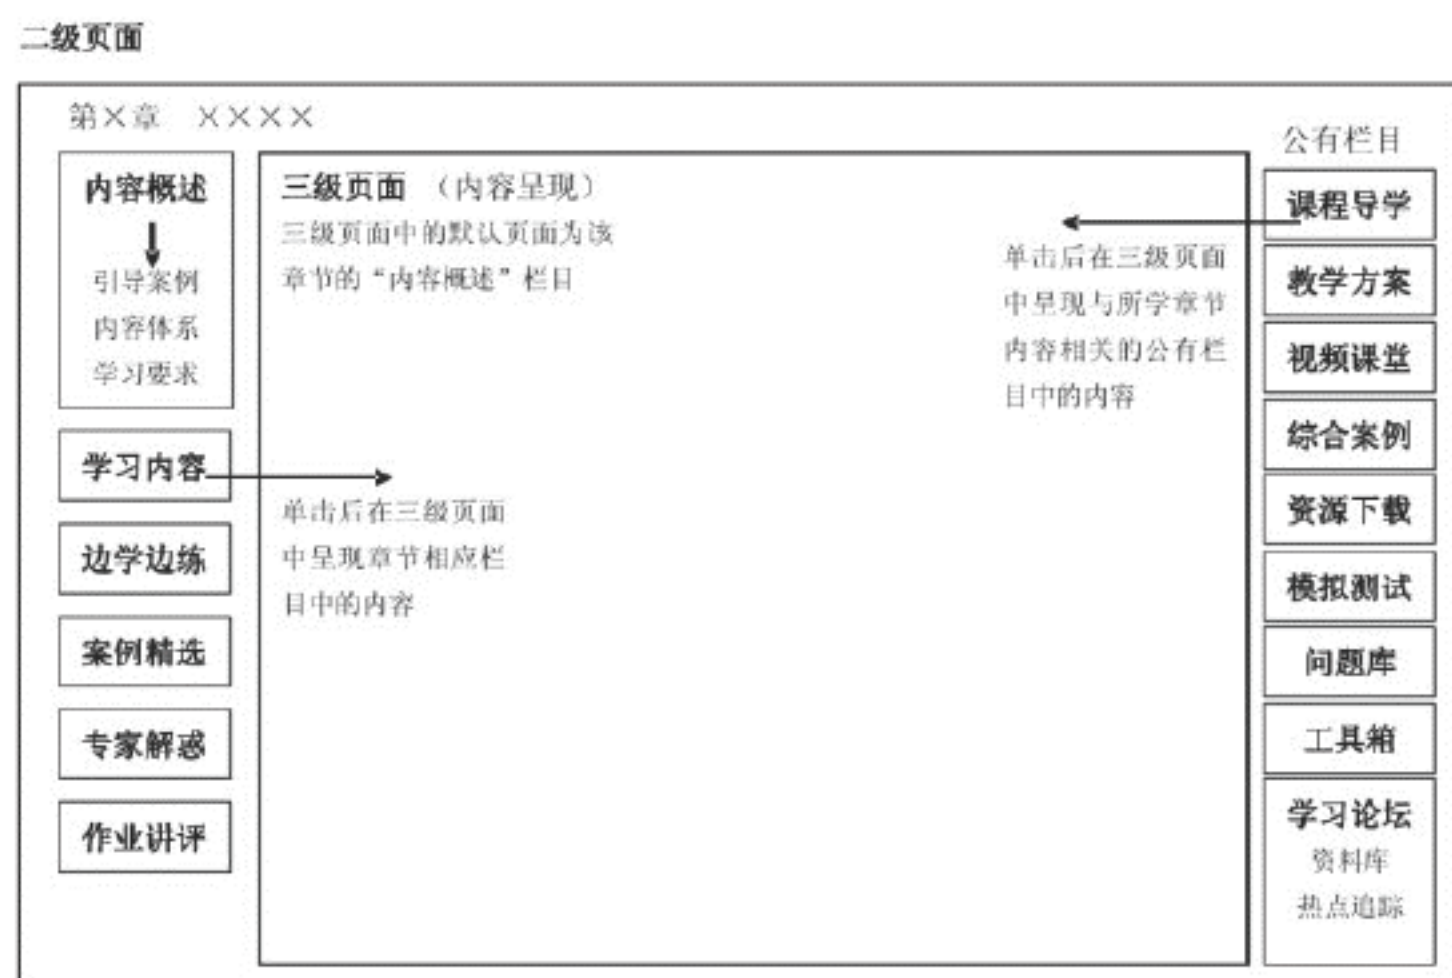 二级页面
第×章 ××××
内容概述
引导案例
内容体系
学习要求
学习内容
边学边练
案例精选
专家解惑
作业讲评
三级页面 （内容呈现）
三级页面中的默认页面为该
章节的“内容概述”栏目
单击后在三级页面
中呈现章节相应栏
目中的内容
单击后在三级页面
中呈现与所学章节
内容相关的公有栏
目中的内容
公有栏目
课程导学
教学方案
视频课堂
综合案例
资源下载
模拟测试
问题库
工具箱
学习论坛
资料库
热点追踪